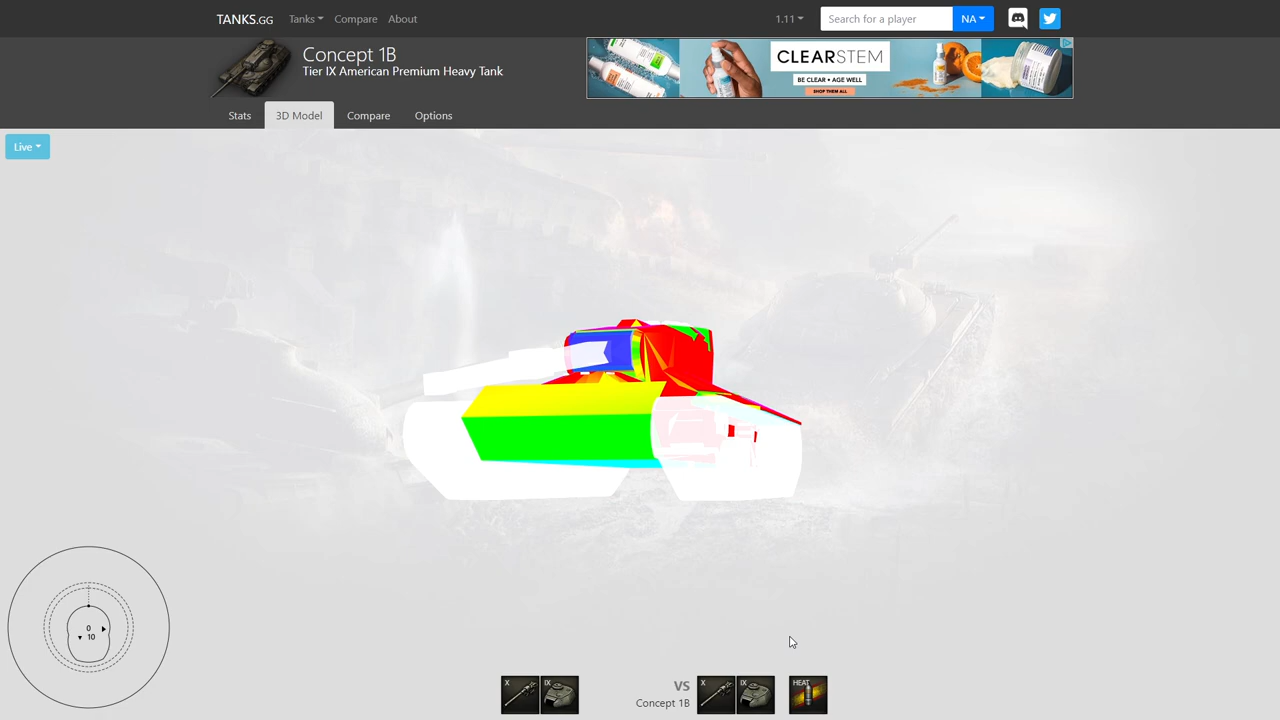 TANKS.GG Tanks Compare About 1.11 Search for a player NA
Concept 1B
Tier IX American Premium Heavy Tank
CLEARSTEM
BE CLEAR • AGE WELL
SHOP THEM ALL
Stats 3D Model Compare Options
Live
0
10
X IX VS X IX HEAT
Concept 1B